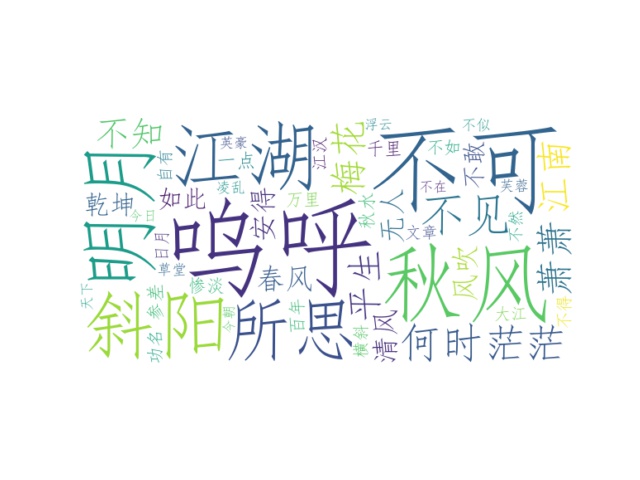 不知
江湖
不可
英豪
自有
一点
江汉
梅花
千里
浮云
不咨
不敢
不似
江南
明月
乾坤
今日
如此
凌乱
安得
万里
秋水
无人
不在
文章
不见
芙蓉
不然
萧萧
呜呼
日月
草堂
惨淡
春风
平生
秋风
风吹
大江
不得
天下
斜阳
参差
功名
今朝
所思
百年
横斜
清风
何时
茫茫